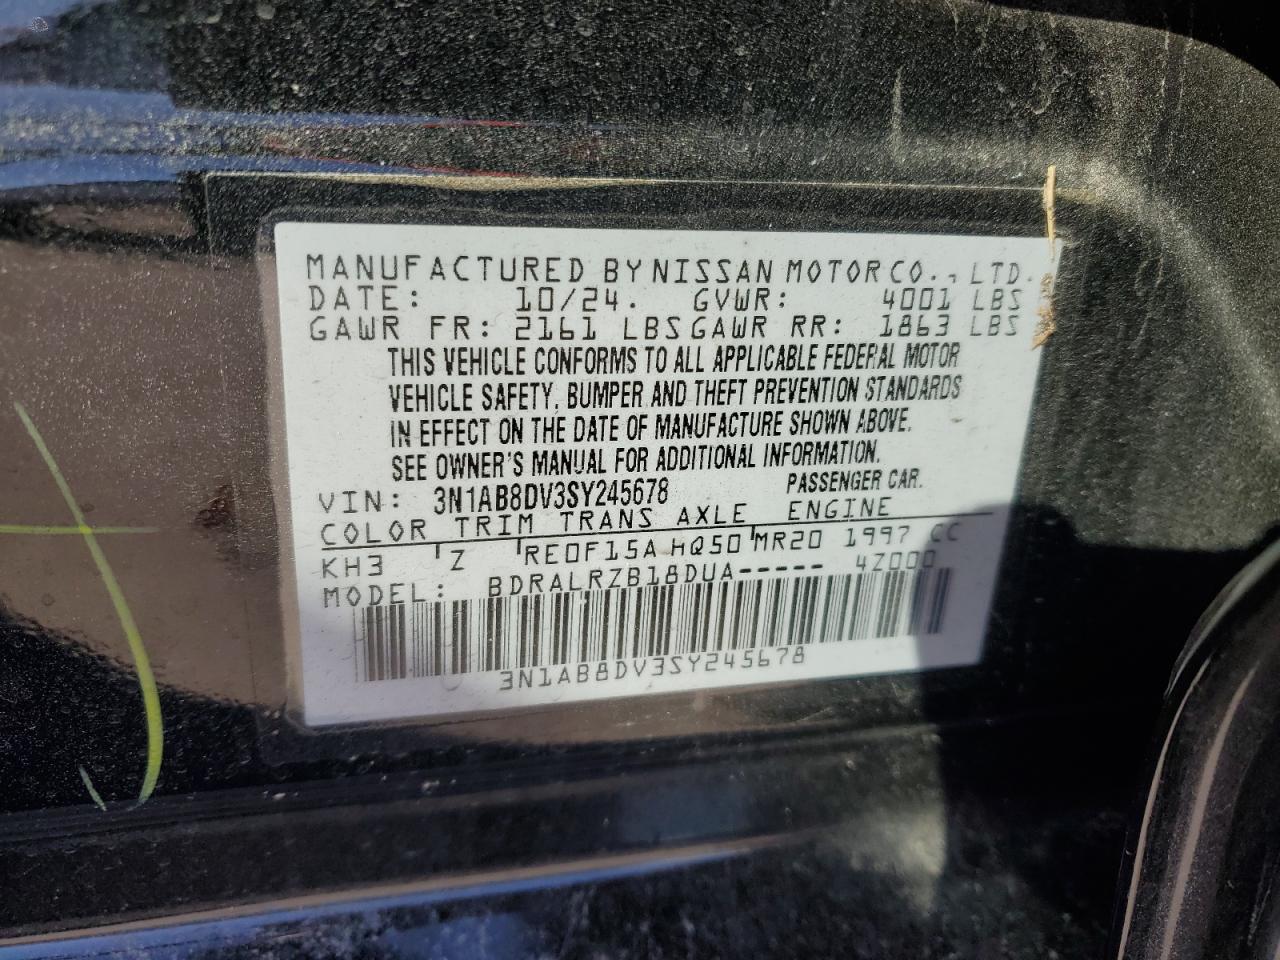 MANUFACTURED BY NISSAN MOTOR CO., LTD.
DATE: 10/24. GVWR: 4001 LBS
GAWR FR: 2161 LBS GAWR RR: 1863 LBS
THIS VEHICLE CONFORMS TO ALL APPLICABLE FEDERAL MOTOR
VEHICLE SAFETY, BUMPER AND THEFT PREVENTION STANDARDS
IN EFFECT ON THE DATE OF MANUFACTURE SHOWN ABOVE.
SEE OWNER'S MANUAL FOR ADDITIONAL INFORMATION.
VIN: 3N1AB8DV3SY245678 PASSENGER CAR.
COLOR TRIM TRANS AXLE ENGINE
KH3 Z RE0F15A HQ50 MR20 1997 CC
MODEL: BDRALRZB18DUA----- 4Z000
3N1AB8DV3SY245678